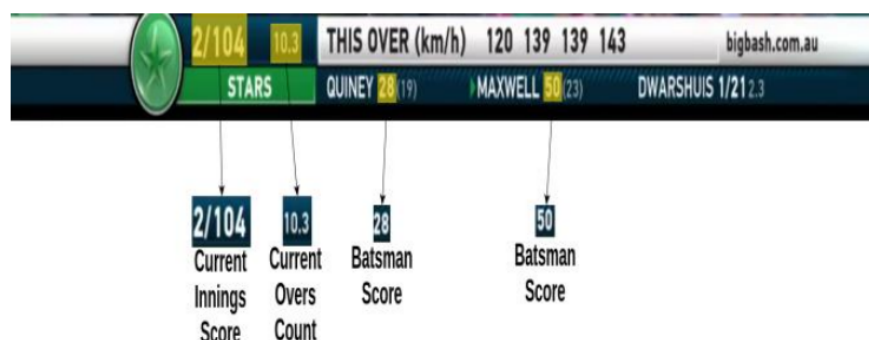 2/104 10.3 THIS OVER (km/h) 120 139 139 143 bigbash.com.au
STARS QUINEY 28(19) MAXWELL 50(23) DWARSHUIS 1/21 2.3
2/104 10.3 28 50
Current Current Batsman Batsman
Innings Overs Score Score
Score Count